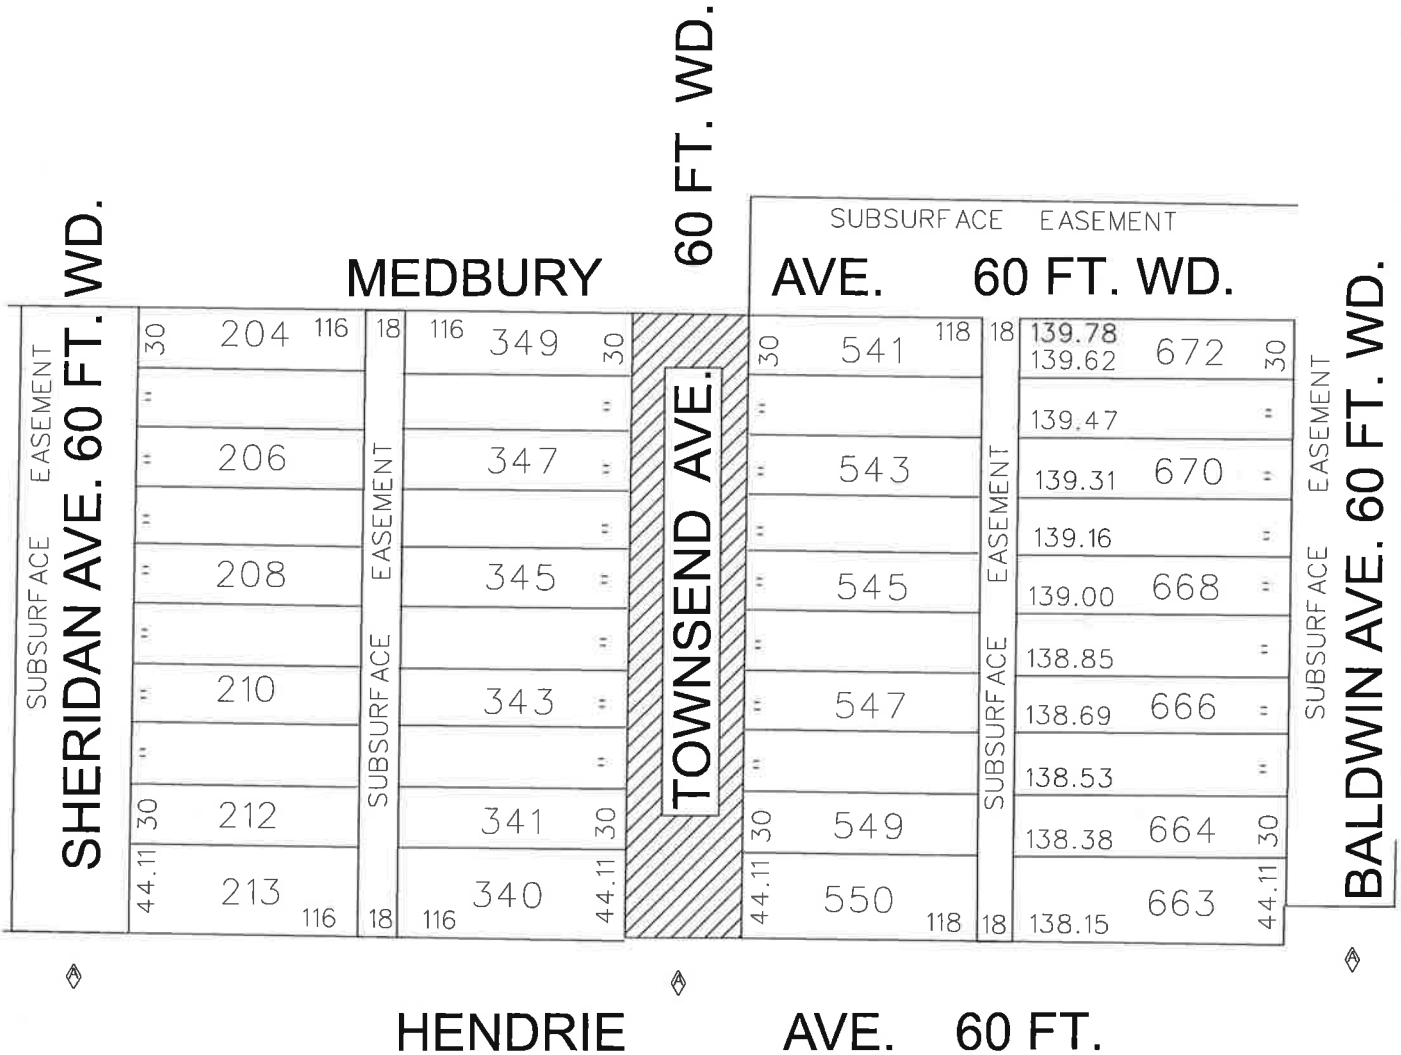 60 FT. WD.
SUBSURFACE EASEMENT
MEDBURY AVE. 60 FT. WD.
SUBSURFACE EASEMENT
SHERIDAN AVE. 60 FT. WD.
30 204 116 18 116 349 30
30 541 118 18 139.78
139.62 672 30
" " " 139.47 "
" 206 347 " " 543 139.31 670 "
" " " 139.16 "
" 208 345 " " 545 139.00 668 "
" " " 138.85 "
" 210 343 " " 547 138.69 666 "
" " " 138.53 "
30 212 341 30 30 549 138.38 664 30
44.11 213 116 18 116 340 44.11
44.11 550 118 18 138.15 663 44.11
SUBSURFACE EASEMENT
TOWNSEND AVE.
SUBSURFACE EASEMENT
SUBSURFACE EASEMENT
BALDWIN AVE. 60 FT. WD.
A A A
HENDRIE AVE. 60 FT.